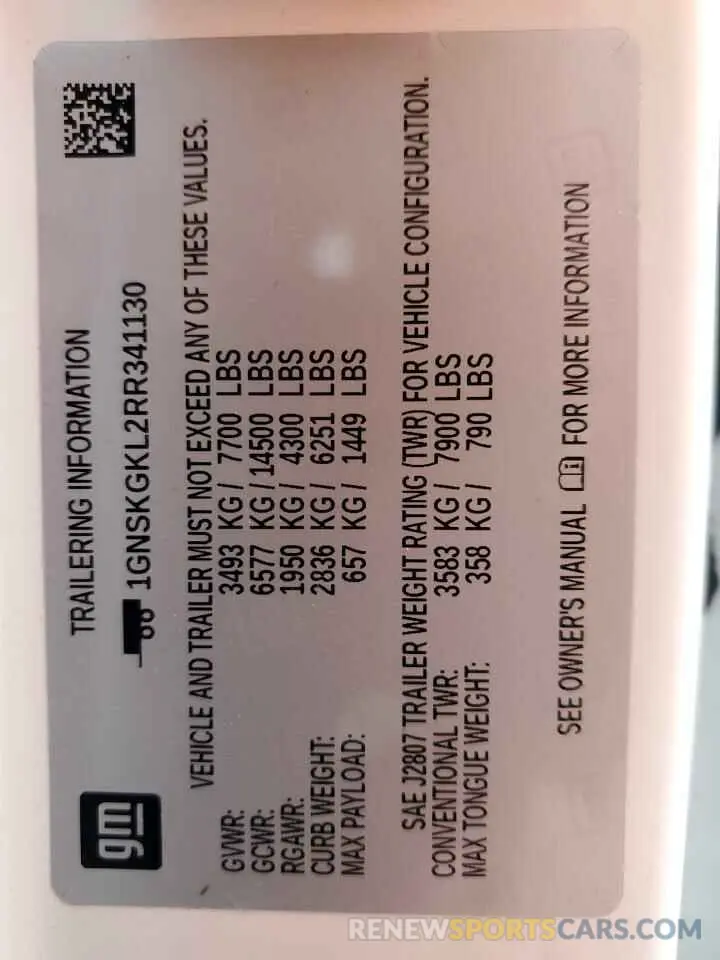 gm
TRAILERING INFORMATION
1GNSKGKL2RR341130
VEHICLE AND TRAILER MUST NOT EXCEED ANY OF THESE VALUES.
GVWR: 3493 KG / 7700 LBS
GCWR: 6577 KG / 14500 LBS
RGAWR: 1950 KG / 4300 LBS
CURB WEIGHT: 2836 KG / 6251 LBS
MAX PAYLOAD: 657 KG / 1449 LBS
SAE J2807 TRAILER WEIGHT RATING (TWR) FOR VEHICLE CONFIGURATION.
CONVENTIONAL TWR: 3583 KG / 7900 LBS
MAX TONGUE WEIGHT: 358 KG / 790 LBS
SEE OWNER'S MANUAL FOR MORE INFORMATION
RENEWSPORTSCARS.COM